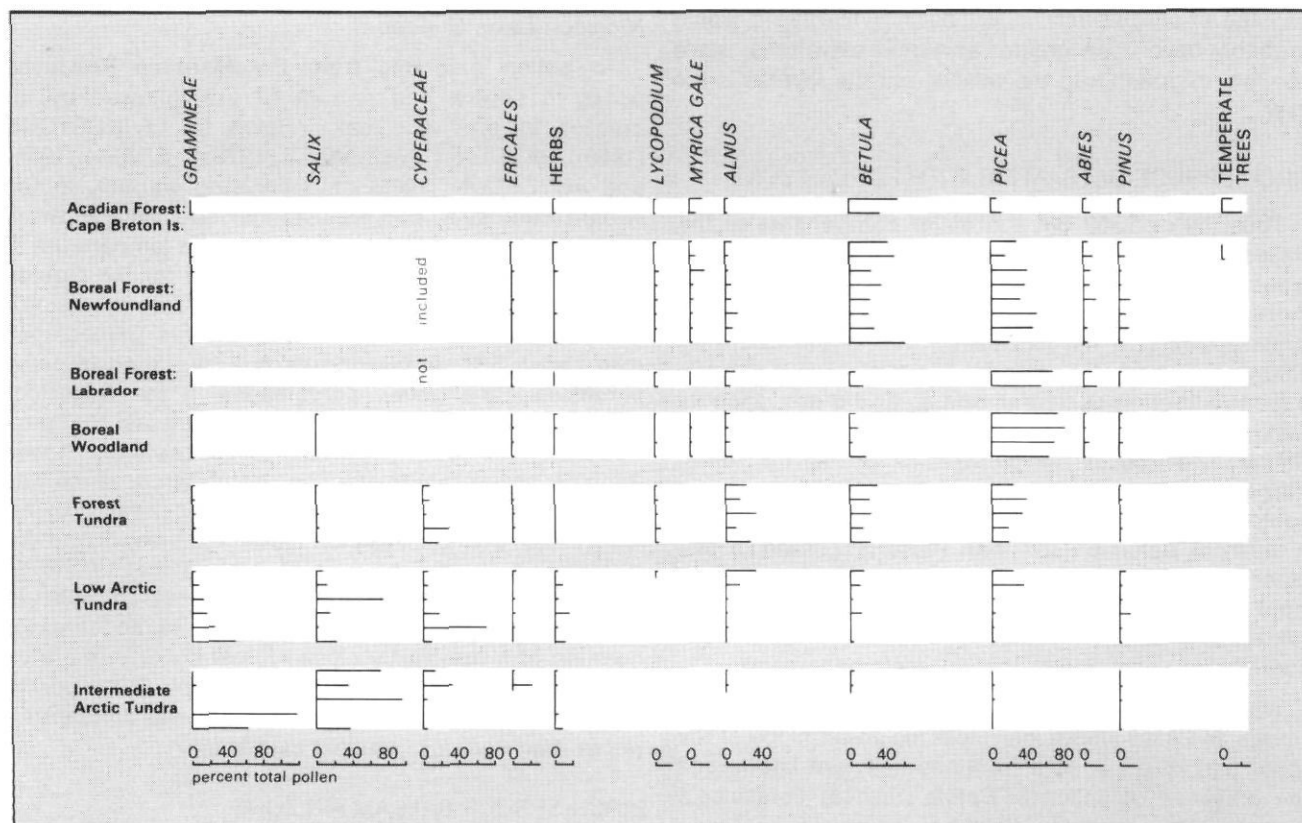 GRAMINEAE
SALIX
CYPERACEAE
ERICALES
HERBS
LYCOPODIUM
MYRICA GALE
ALNUS
BETULA
PICEA
ABIES
PINUS
TEMPERATE
TREES
Acadian Forest:
Cape Breton Is.
Boreal Forest:
Newfoundland
not included
Boreal Forest:
Labrador
Boreal
Woodland
Forest
Tundra
Low Arctic
Tundra
Intermediate
Arctic Tundra
0 40 80 0 40 80 0 40 80 0 0 0 0 0 40 0 40 0 40 80 0 0 0
percent total pollen